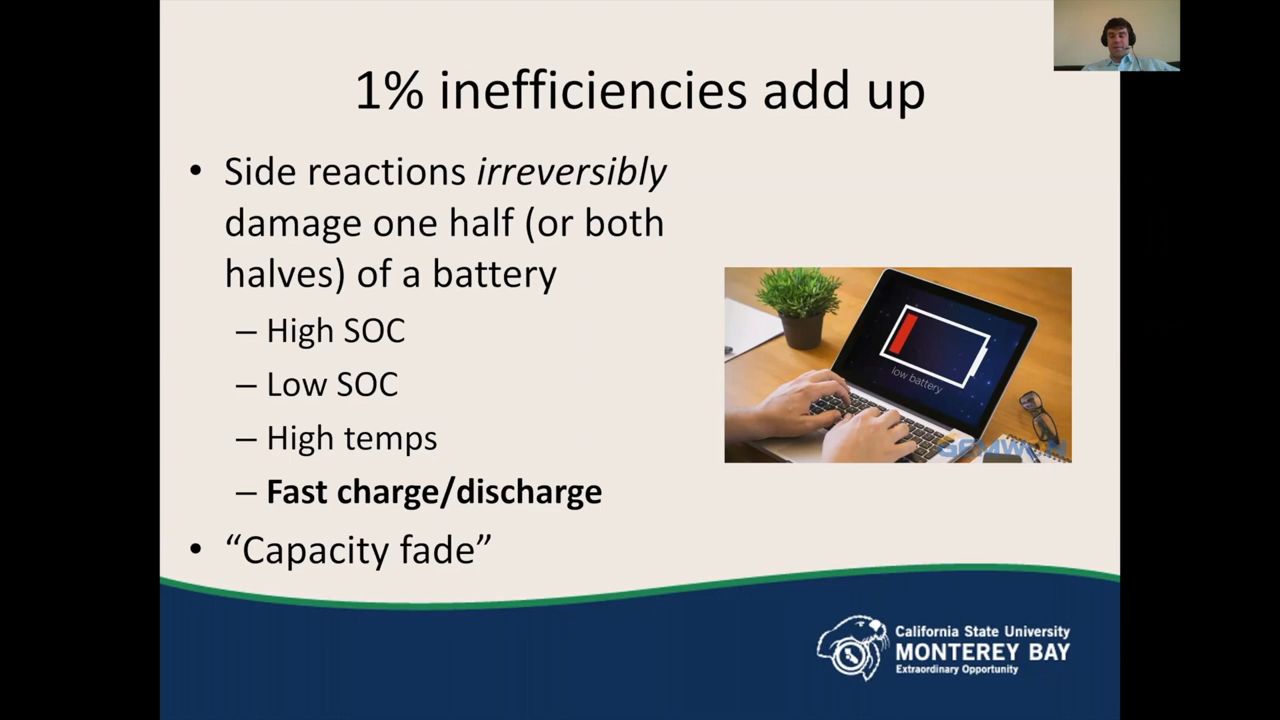 1% inefficiencies add up
• Side reactions irreversibly
damage one half (or both
halves) of a battery
– High SOC
– Low SOC
– High temps
– Fast charge/discharge
• “Capacity fade”
low battery
California State University
MONTEREY BAY
Extraordinary Opportunity